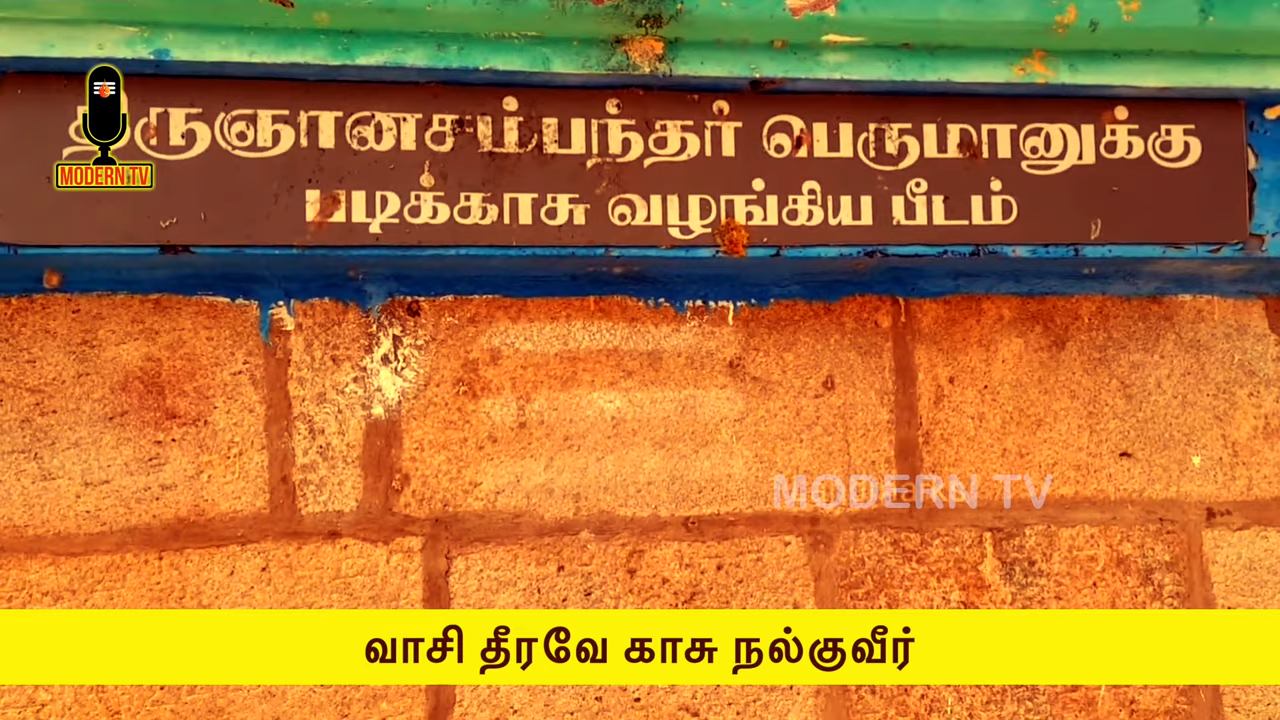 திருஞானசம்பந்தர் பெருமானுக்கு
படிக்காசு வழங்கிய பீடம்
MODERN TV
MODERN TV
வாசி தீரவே காசு நல்குவீர்